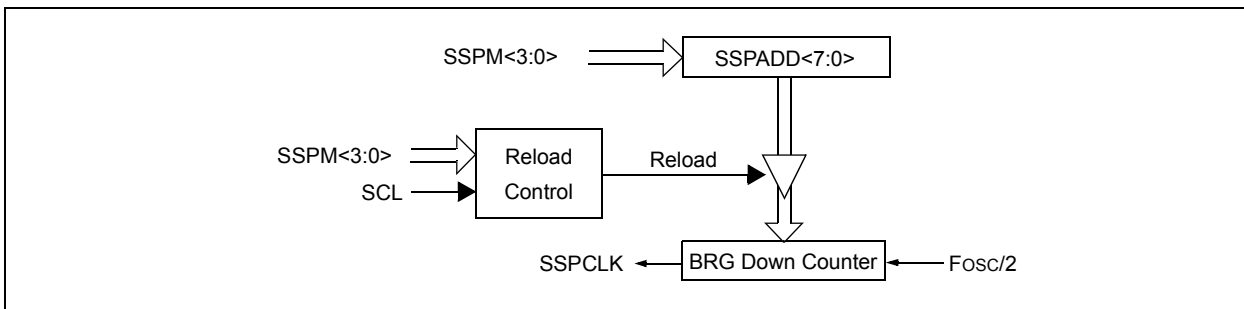 SSPM<3:0>
SSPADD<7:0>
SSPM<3:0>
SCL
Reload
Control
Reload
SSPCLK
BRG Down Counter
FOSC/2